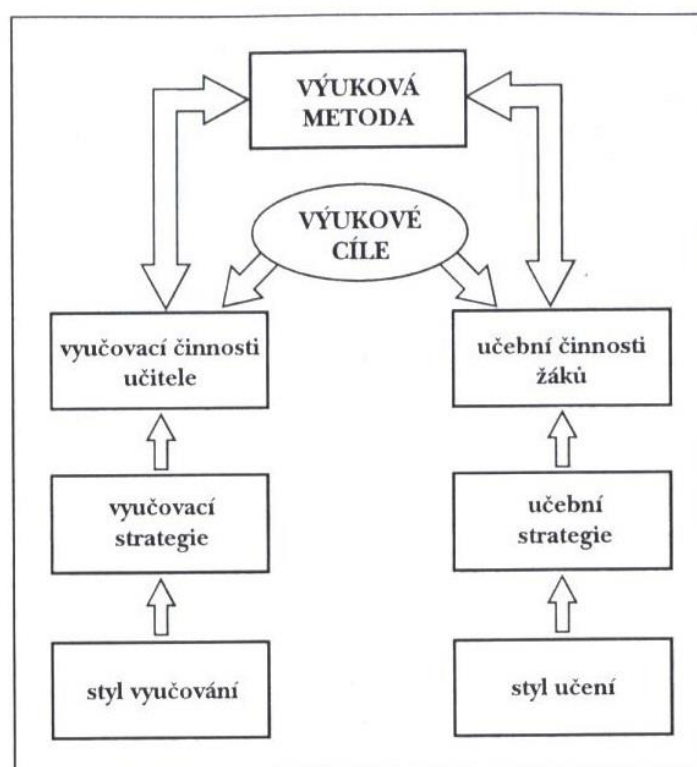 VÝUKOVÁ
METODA
VÝUKOVÉ
CÍLE
vyučovací činnosti
učitele
učební činnosti
žáků
vyučovací
strategie
učební
strategie
styl vyučování
styl učení